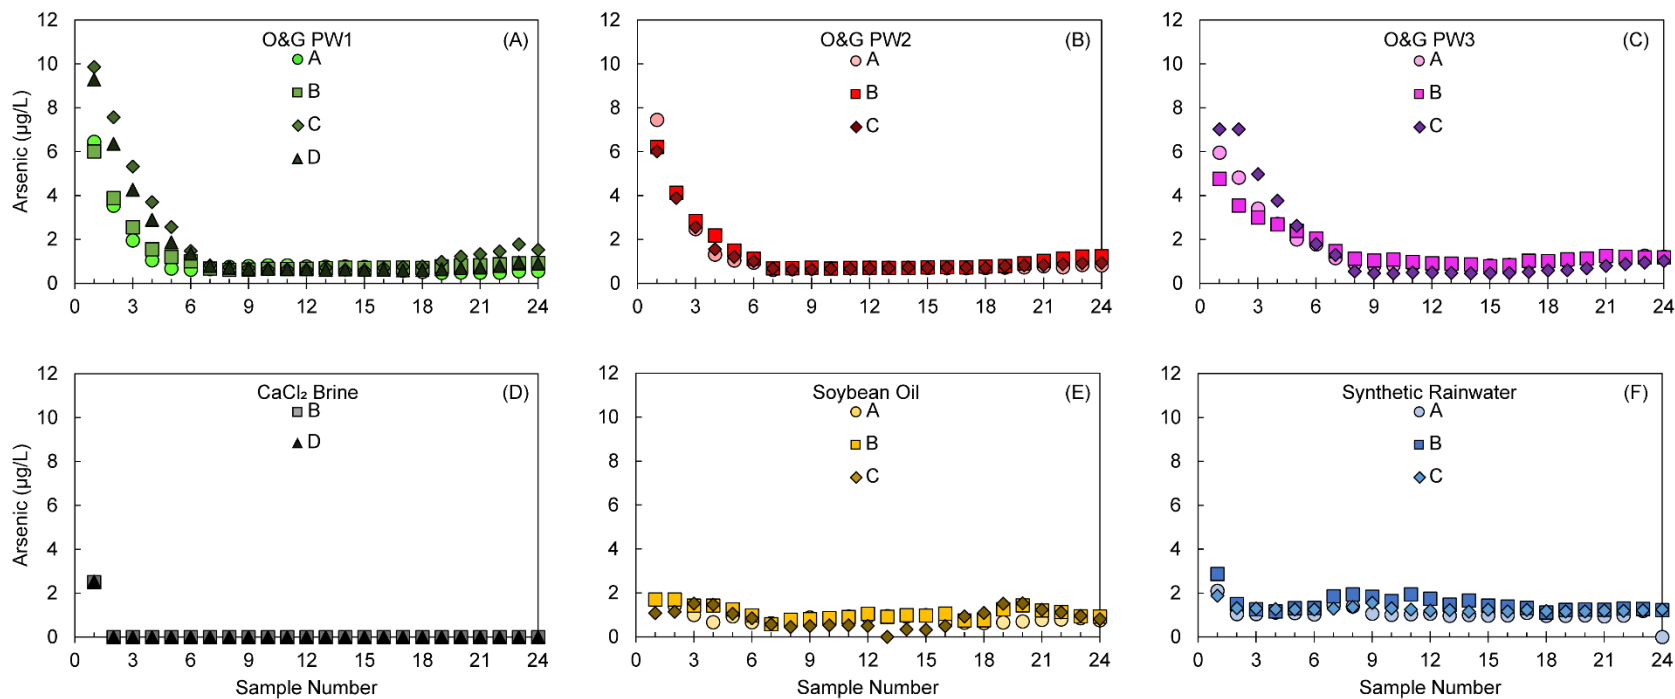 O&G PW1
(A)
A
B
C
D
Arsenic (µg/L)
12
10
8
6
4
2
0
0 3 6 9 12 15 18 21 24
O&G PW2
(B)
A
B
C
12
10
8
6
4
2
0
0 3 6 9 12 15 18 21 24
O&G PW3
(C)
A
B
C
12
10
8
6
4
2
0
0 3 6 9 12 15 18 21 24
CaCl₂ Brine
(D)
B
D
Arsenic (µg/L)
12
10
8
6
4
2
0
0 3 6 9 12 15 18 21 24
Sample Number
Soybean Oil
(E)
A
B
C
12
10
8
6
4
2
0
0 3 6 9 12 15 18 21 24
Sample Number
Synthetic Rainwater
(F)
A
B
C
12
10
8
6
4
2
0
0 3 6 9 12 15 18 21 24
Sample Number